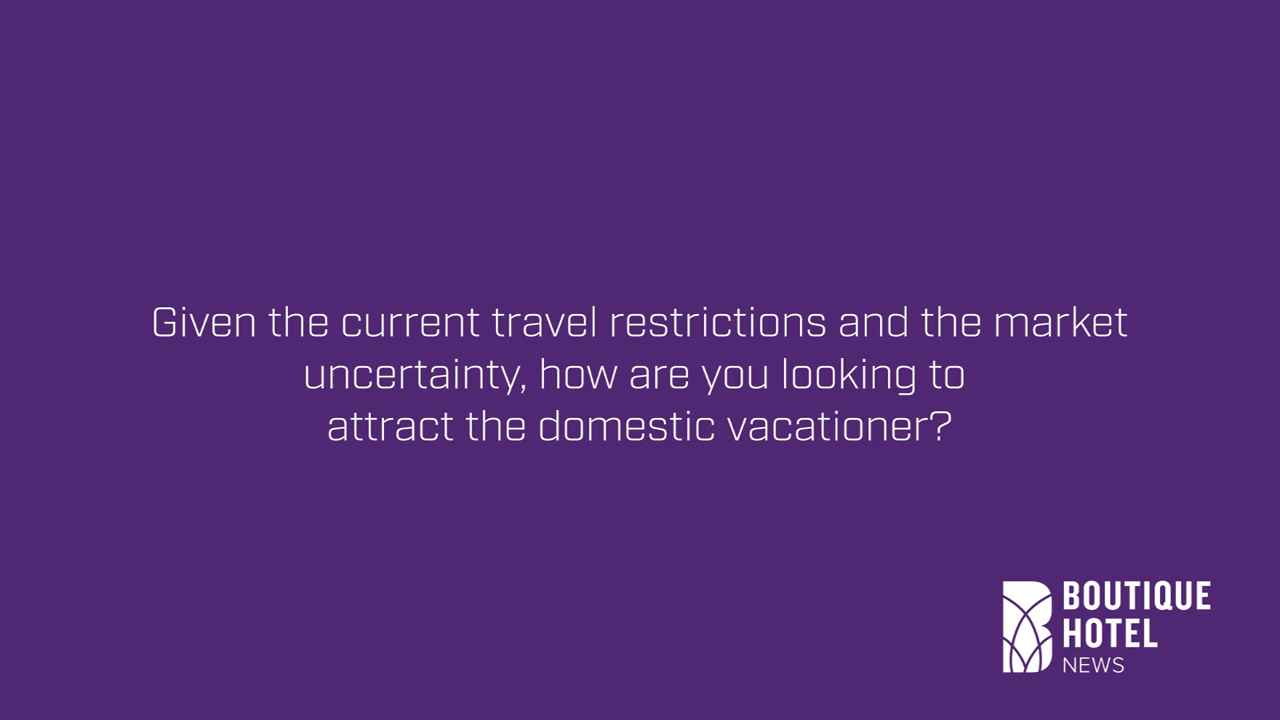 Given the current travel restrictions and the market
uncertainty, how are you looking to
attract the domestic vacationer?
BOUTIQUE
HOTEL
NEWS